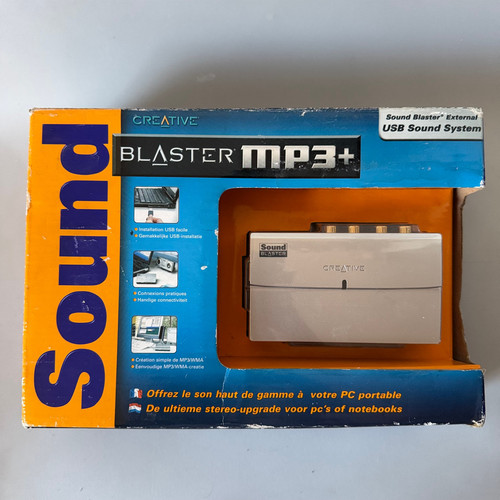 Sound
CREATIVE
BLASTER MP3+
Sound Blaster® External
USB Sound System
• Installation USB facile
• Gemakkelijke USB-installatie
• Connexions pratiques
• Handige connectiviteit
• Création simple de MP3/WMA
• Eenvoudige MP3/WMA-creatie
Sound
BLASTER
CREATIVE
Offrez le son haut de gamme à votre PC portable
De ultieme stereo-upgrade voor pc's of notebooks